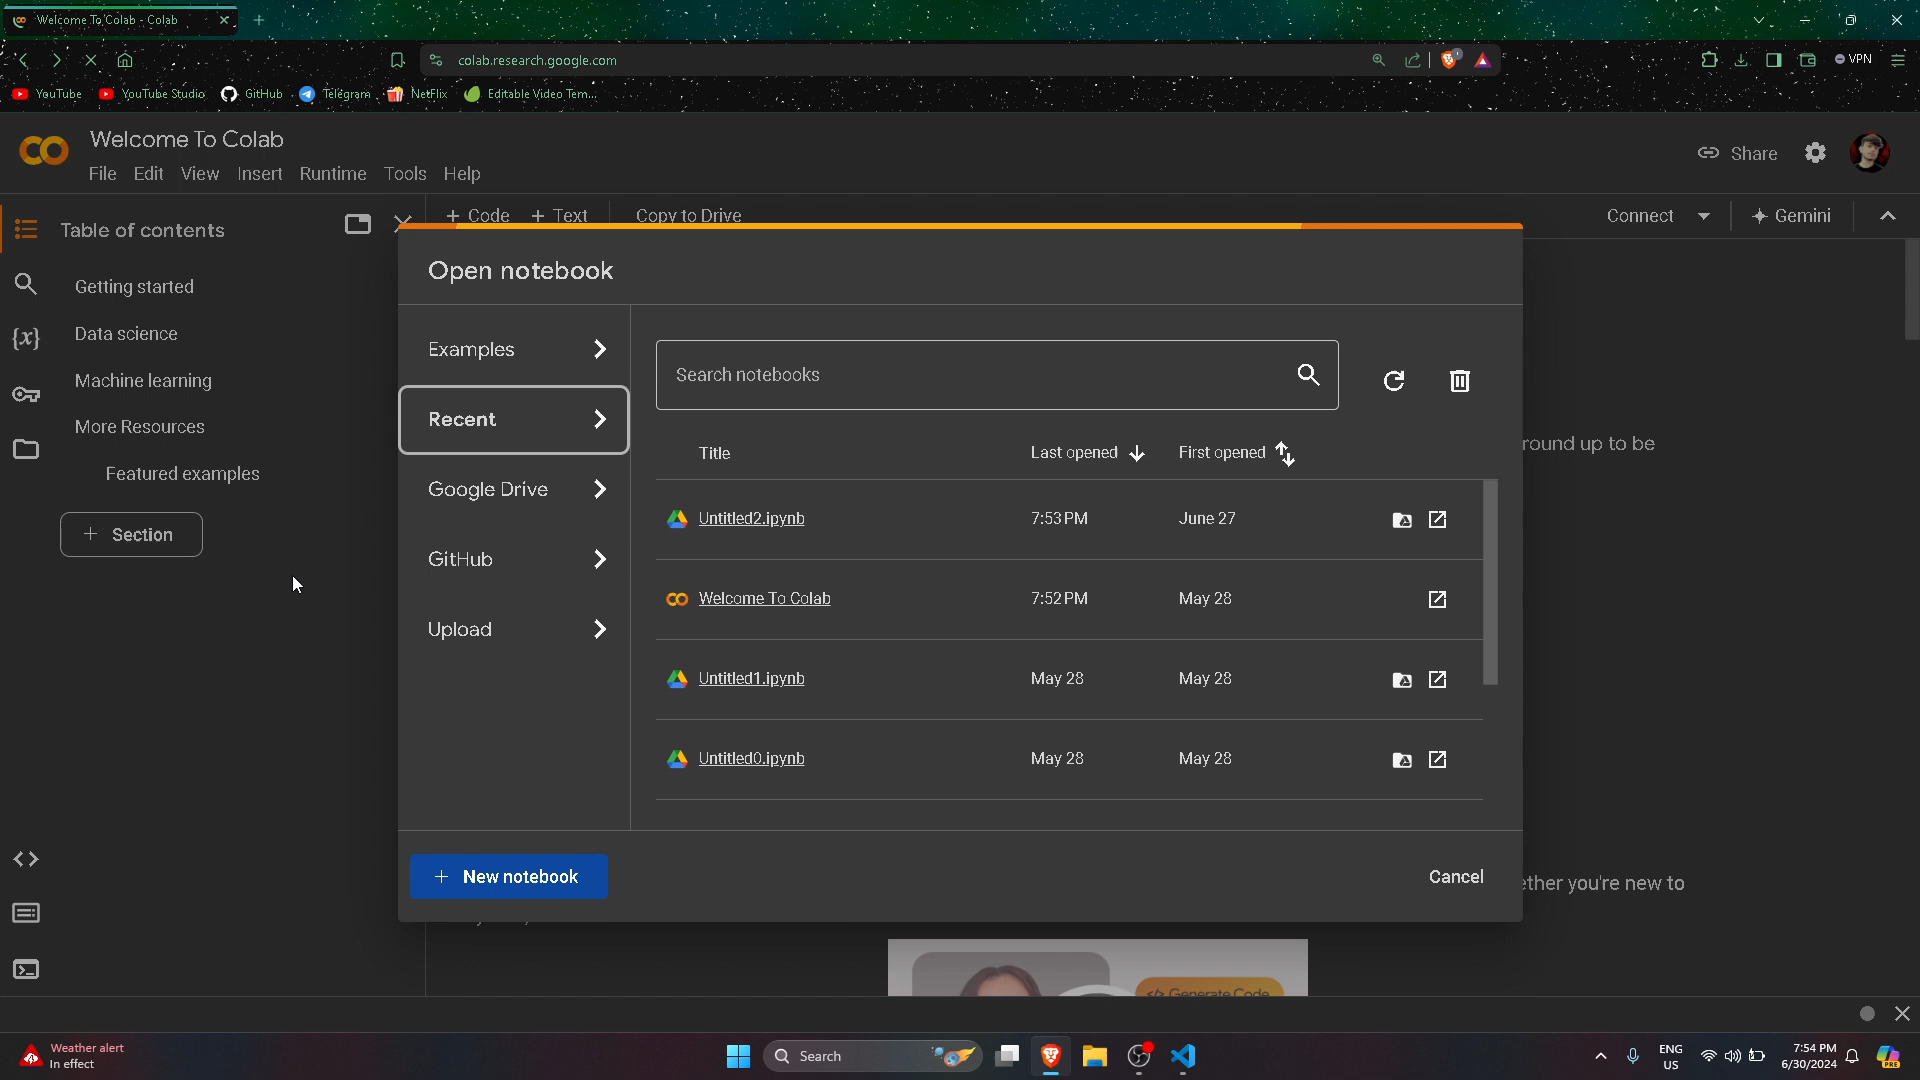 Welcome To Colab - Colab
colab.research.google.com
VPN
YouTube
YouTube Studio
GitHub
Telegram
Netflix
Editable Video Tem...
Welcome To Colab
File Edit View Insert Runtime Tools Help
Share
Table of contents
+ Code + Text
Copy to Drive
Connect
Gemini
Getting started
Data science
Machine learning
More Resources
Featured examples
+ Section
Open notebook
Examples
Recent
Google Drive
GitHub
Upload
Search notebooks
Title Last opened First opened
Untitled2.ipynb 7:53 PM June 27
Welcome To Colab 7:52 PM May 28
Untitled1.ipynb May 28 May 28
Untitled0.ipynb May 28 May 28
+ New notebook
Cancel
round up to be
ether you're new to
</> Generate Code
Weather alert
In effect
Search
ENG
US
7:54 PM
6/30/2024
PRE